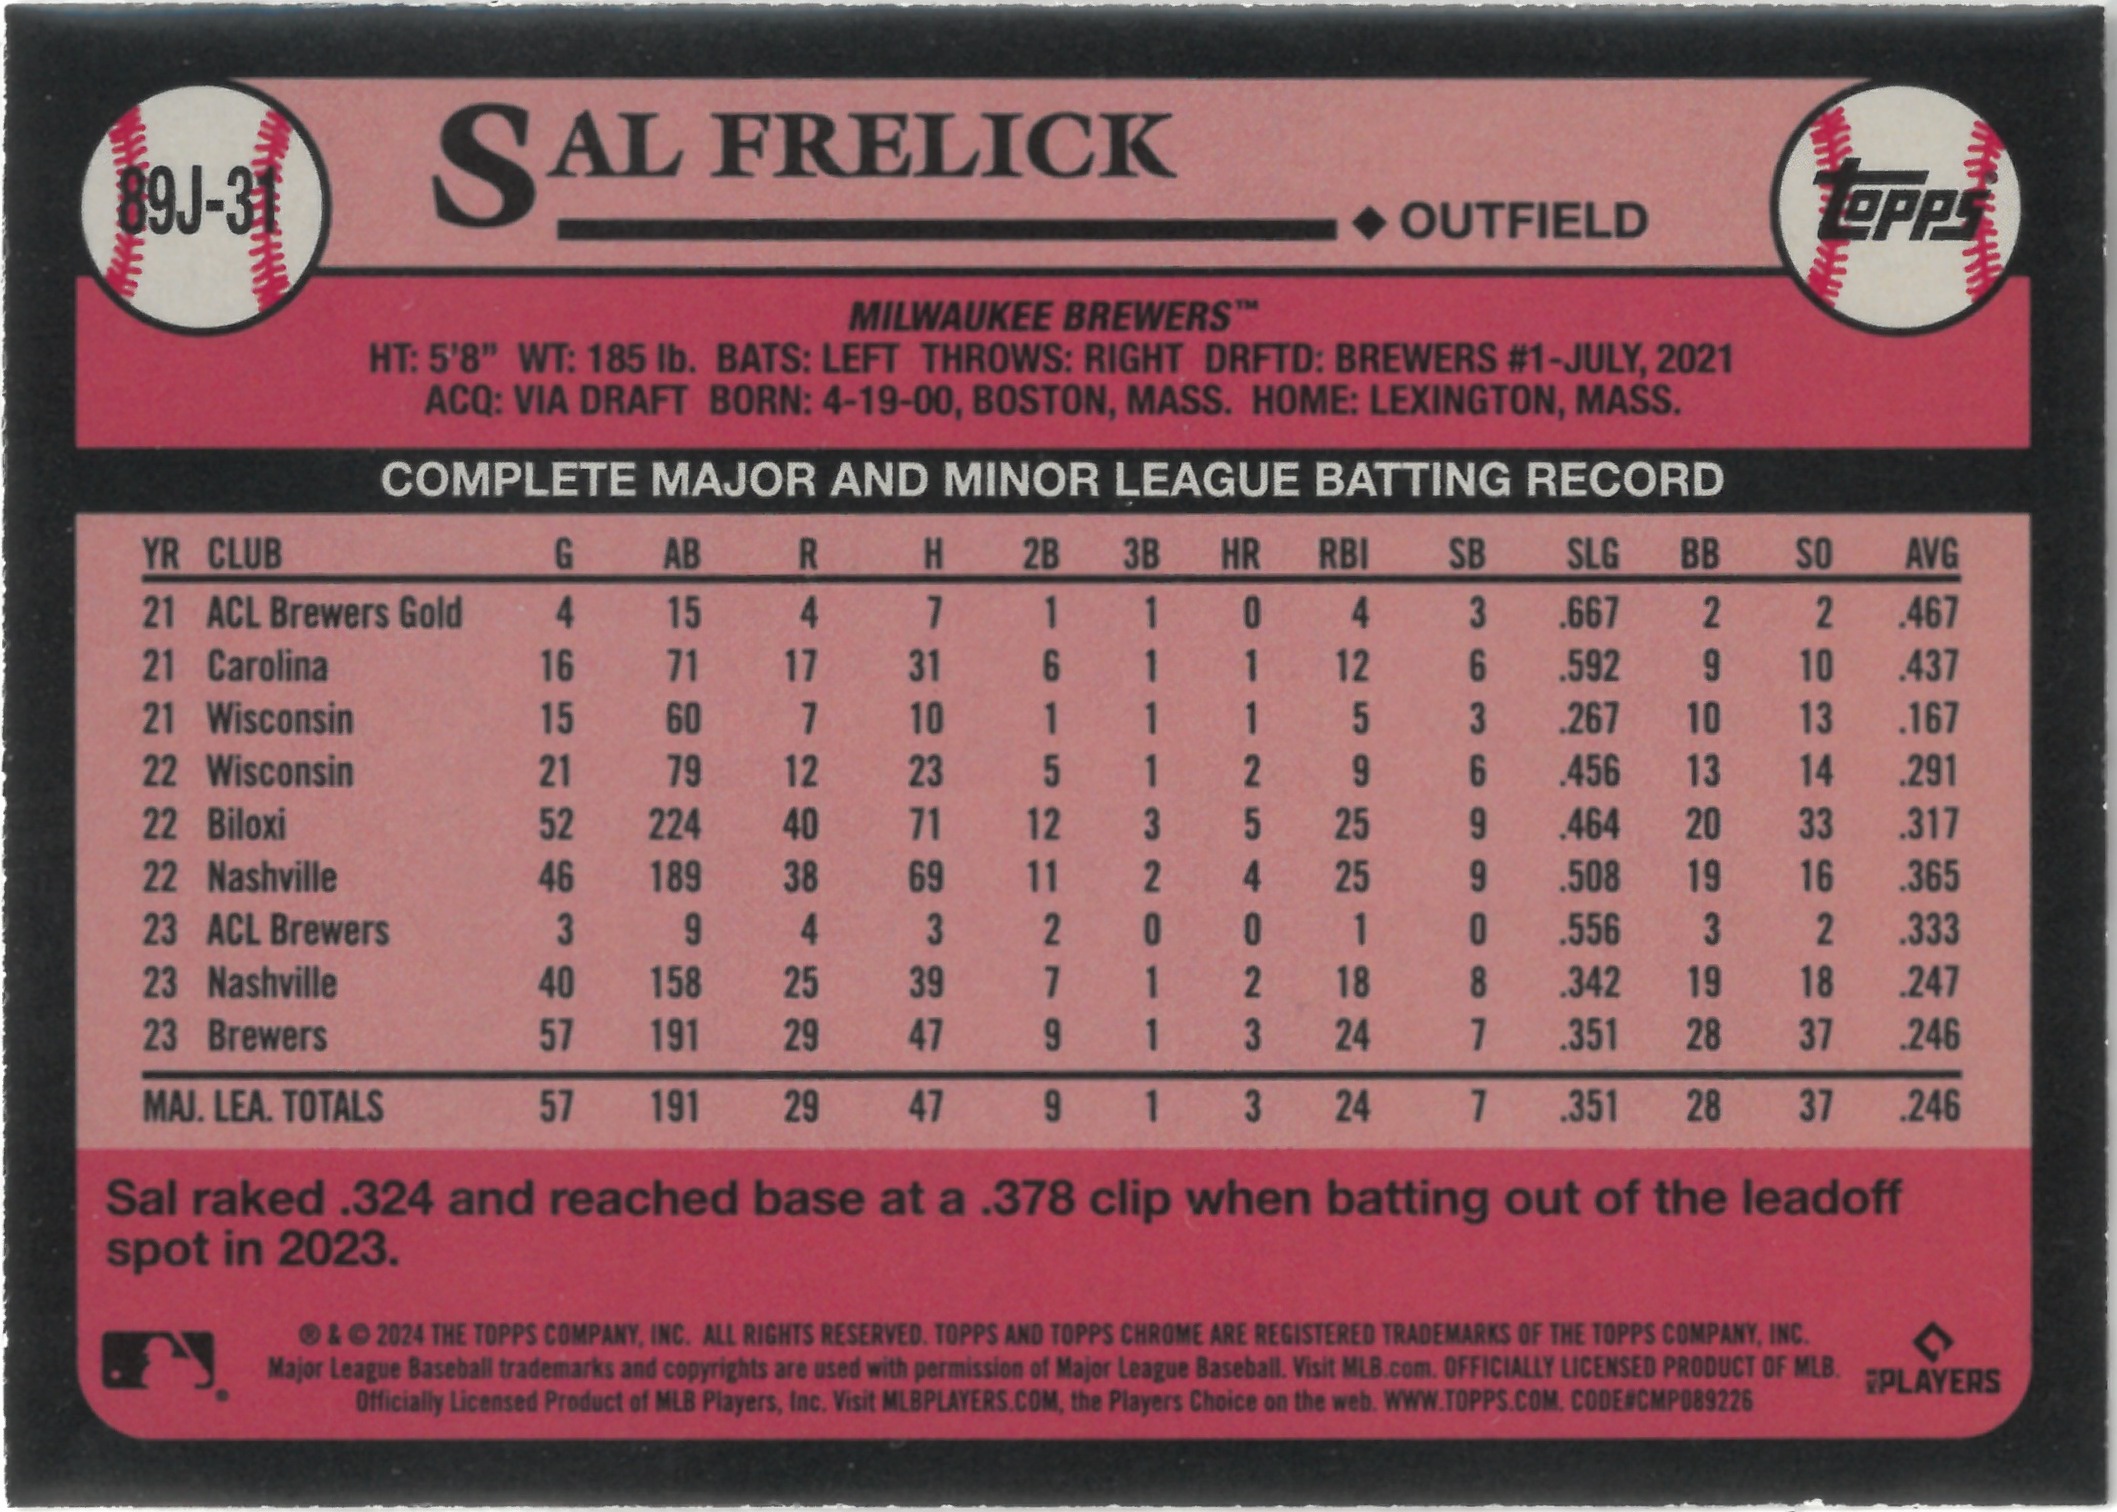 89J-31
SAL FRELICK
◆ OUTFIELD
topps
MILWAUKEE BREWERS™
HT: 5'8" WT: 185 lb. BATS: LEFT THROWS: RIGHT DRFTD: BREWERS #1-JULY, 2021
ACQ: VIA DRAFT BORN: 4-19-00, BOSTON, MASS. HOME: LEXINGTON, MASS.
COMPLETE MAJOR AND MINOR LEAGUE BATTING RECORD
YR CLUB G AB R H 2B 3B HR RBI SB SLG BB SO AVG
21 ACL Brewers Gold 4 15 4 7 1 1 0 4 3 .667 2 2 .467
21 Carolina 16 71 17 31 6 1 1 12 6 .592 9 10 .437
21 Wisconsin 15 60 7 10 1 1 1 5 3 .267 10 13 .167
22 Wisconsin 21 79 12 23 5 1 2 9 6 .456 13 14 .291
22 Biloxi 52 224 40 71 12 3 5 25 9 .464 20 33 .317
22 Nashville 46 189 38 69 11 2 4 25 9 .508 19 16 .365
23 ACL Brewers 3 9 4 3 2 0 0 1 0 .556 3 2 .333
23 Nashville 40 158 25 39 7 1 2 18 8 .342 19 18 .247
23 Brewers 57 191 29 47 9 1 3 24 7 .351 28 37 .246
MAJ. LEA. TOTALS 57 191 29 47 9 1 3 24 7 .351 28 37 .246
Sal raked .324 and reached base at a .378 clip when batting out of the leadoff
spot in 2023.
® & © 2024 THE TOPPS COMPANY, INC. ALL RIGHTS RESERVED. TOPPS AND TOPPS CHROME ARE REGISTERED TRADEMARKS OF THE TOPPS COMPANY, INC.
Major League Baseball trademarks and copyrights are used with permission of Major League Baseball. Visit MLB.com. OFFICIALLY LICENSED PRODUCT OF MLB.
Officially Licensed Product of MLB Players, Inc. Visit MLBPLAYERS.COM, the Players Choice on the web. WWW.TOPPS.COM. CODE#CMP089226
MLB PLAYERS